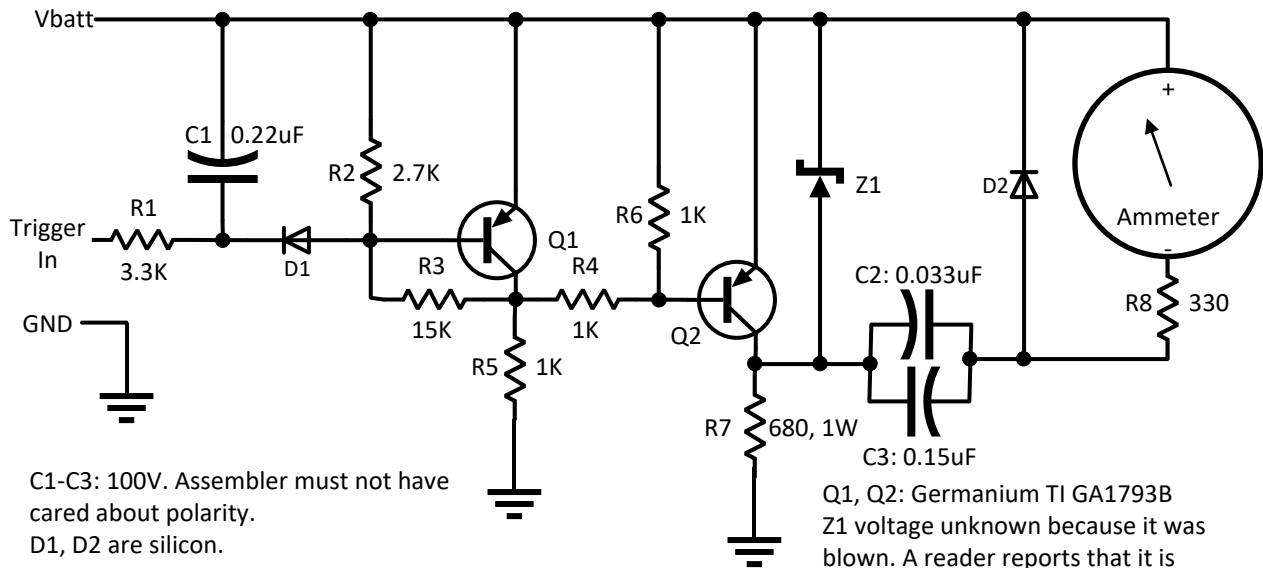 Vbatt
C1 0.22uF
R2 2.7K
R6 1K
Z1
D2
+
Ammeter
-
Trigger
In
R1
3.3K
D1
Q1
R3
15K
R4
1K
Q2
C2: 0.033uF
R8 330
GND
R5 1K
R7 680, 1W
C3: 0.15uF
C1-C3: 100V. Assembler must not have
cared about polarity.
D1, D2 are silicon.
Q1, Q2: Germanium TI GA1793B
Z1 voltage unknown because it was
blown. A reader reports that it is